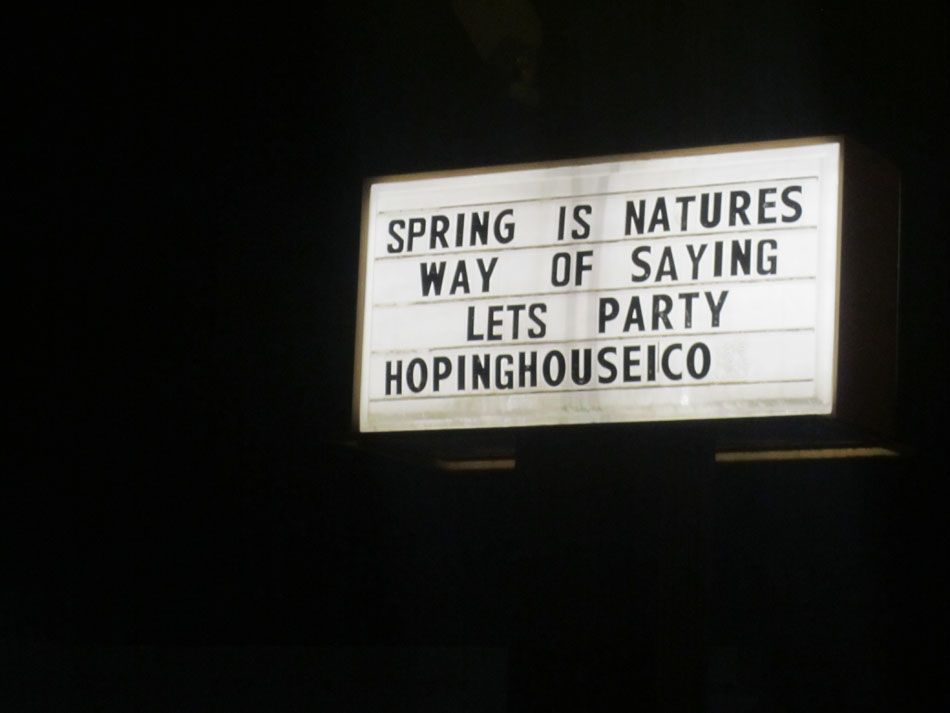 SPRING IS NATURES
WAY OF SAYING
LETS PARTY
HOPINGHOUSEICO